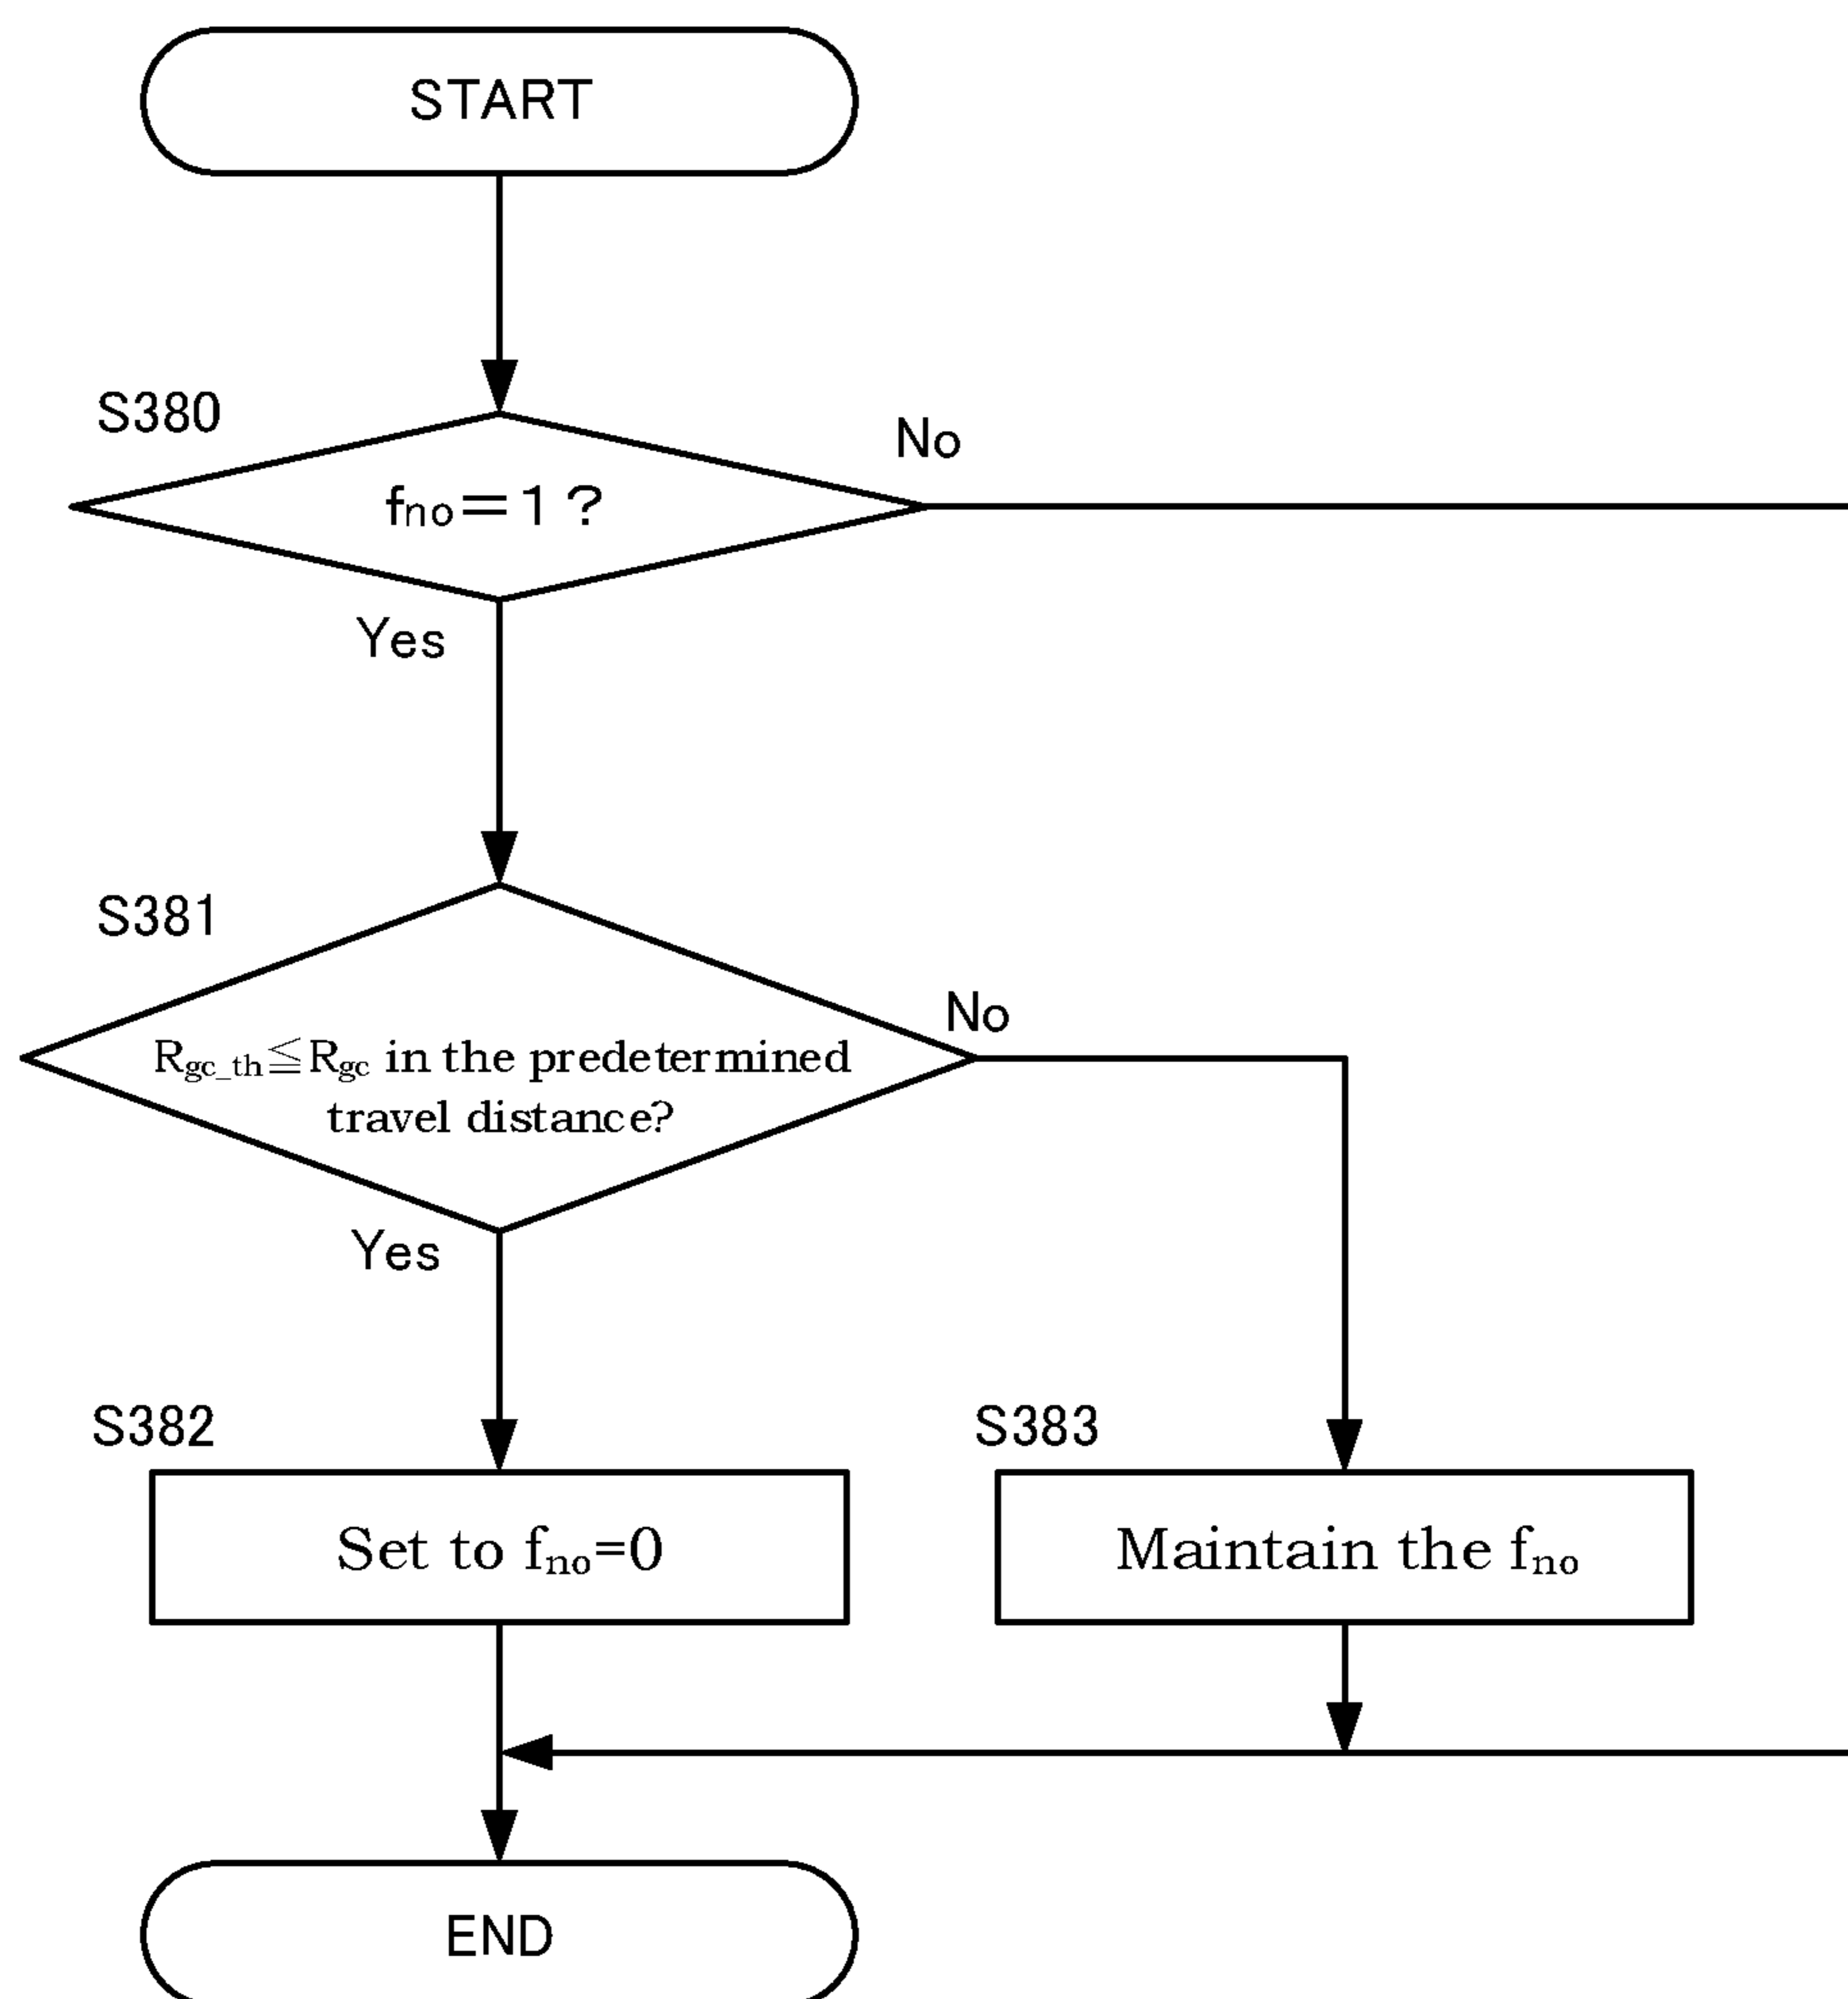 START
S380
No
fno＝1？
Yes
S381
No
Rgc_th≦Rgc in the predetermined
travel distance?
Yes
S382
S383
Set to fno=0
Maintain the fno
END